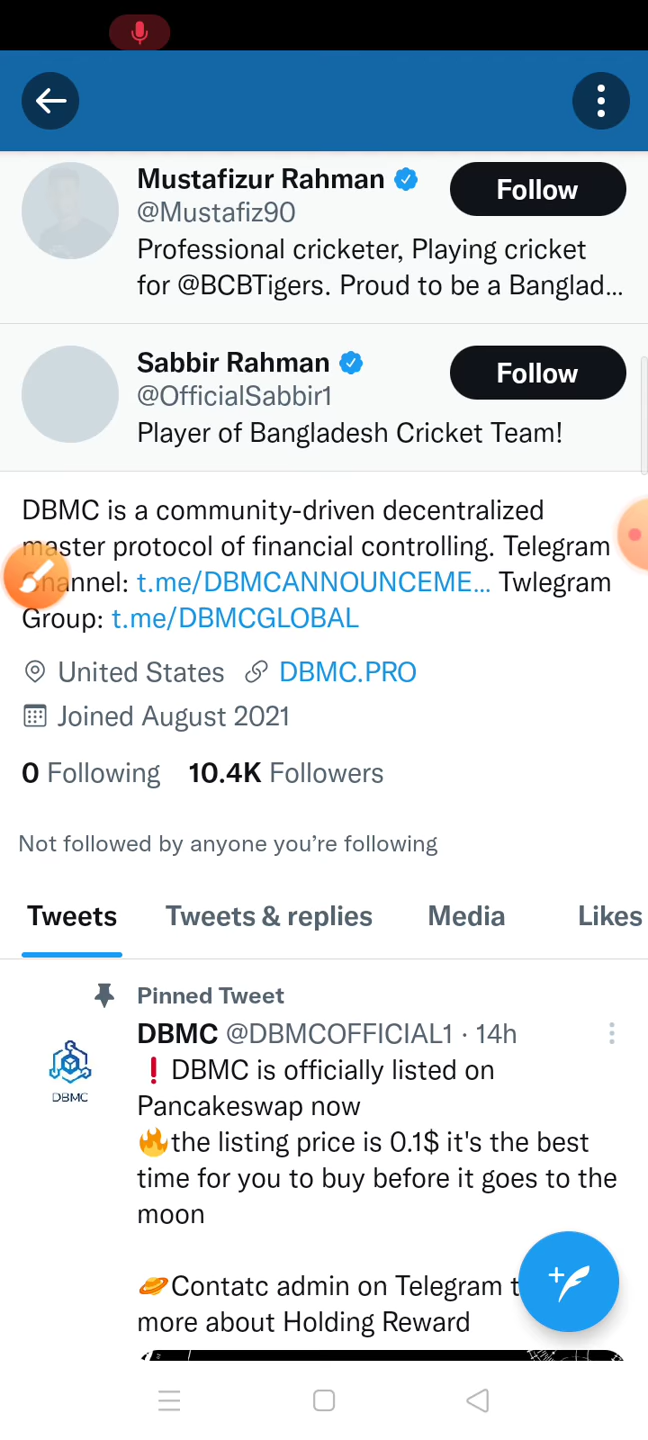 Mustafizur Rahman
Follow
@Mustafiz90
Professional cricketer, Playing cricket
for @BCBTigers. Proud to be a Banglad...
Sabbir Rahman
Follow
@OfficialSabbir1
Player of Bangladesh Cricket Team!
DBMC is a community-driven decentralized
master protocol of financial controlling. Telegram
Channel: t.me/DBMCANNOUNCEME... Twlegram
Group: t.me/DBMCGLOBAL
United States DBMC.PRO
Joined August 2021
0 Following 10.4K Followers
Not followed by anyone you're following
Tweets Tweets & replies Media Likes
Pinned Tweet
DBMC @DBMCOFFICIAL1 · 14h
❗DBMC is officially listed on
Pancakeswap now
🔥the listing price is 0.1$ it's the best
time for you to buy before it goes to the
moon
🪐Contatc admin on Telegram t
more about Holding Reward
DBMC